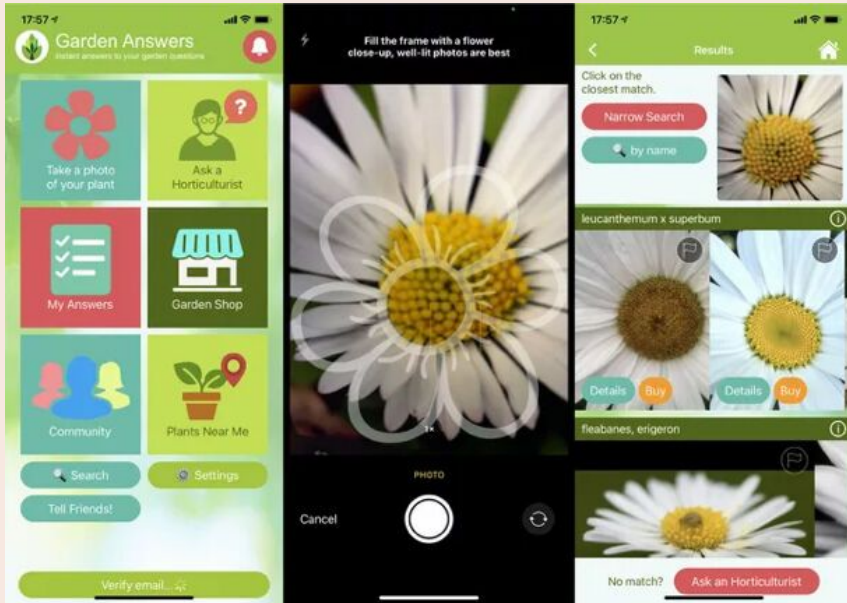 17:57
Garden Answers
Instant answers to your garden questions
Take a photo
of your plant
?
Ask a
Horticulturist
My Answers
Garden Shop
Community
Plants Near Me
Search
Settings
Tell Friends!
Verify email...
Fill the frame with a flower
close-up, well-lit photos are best
1×
PHOTO
Cancel
17:57
Results
Click on the
closest match.
Narrow Search
by name
leucanthemum x superbum
Details
Buy
Details
Buy
fleabanes, erigeron
No match?
Ask an Horticulturist